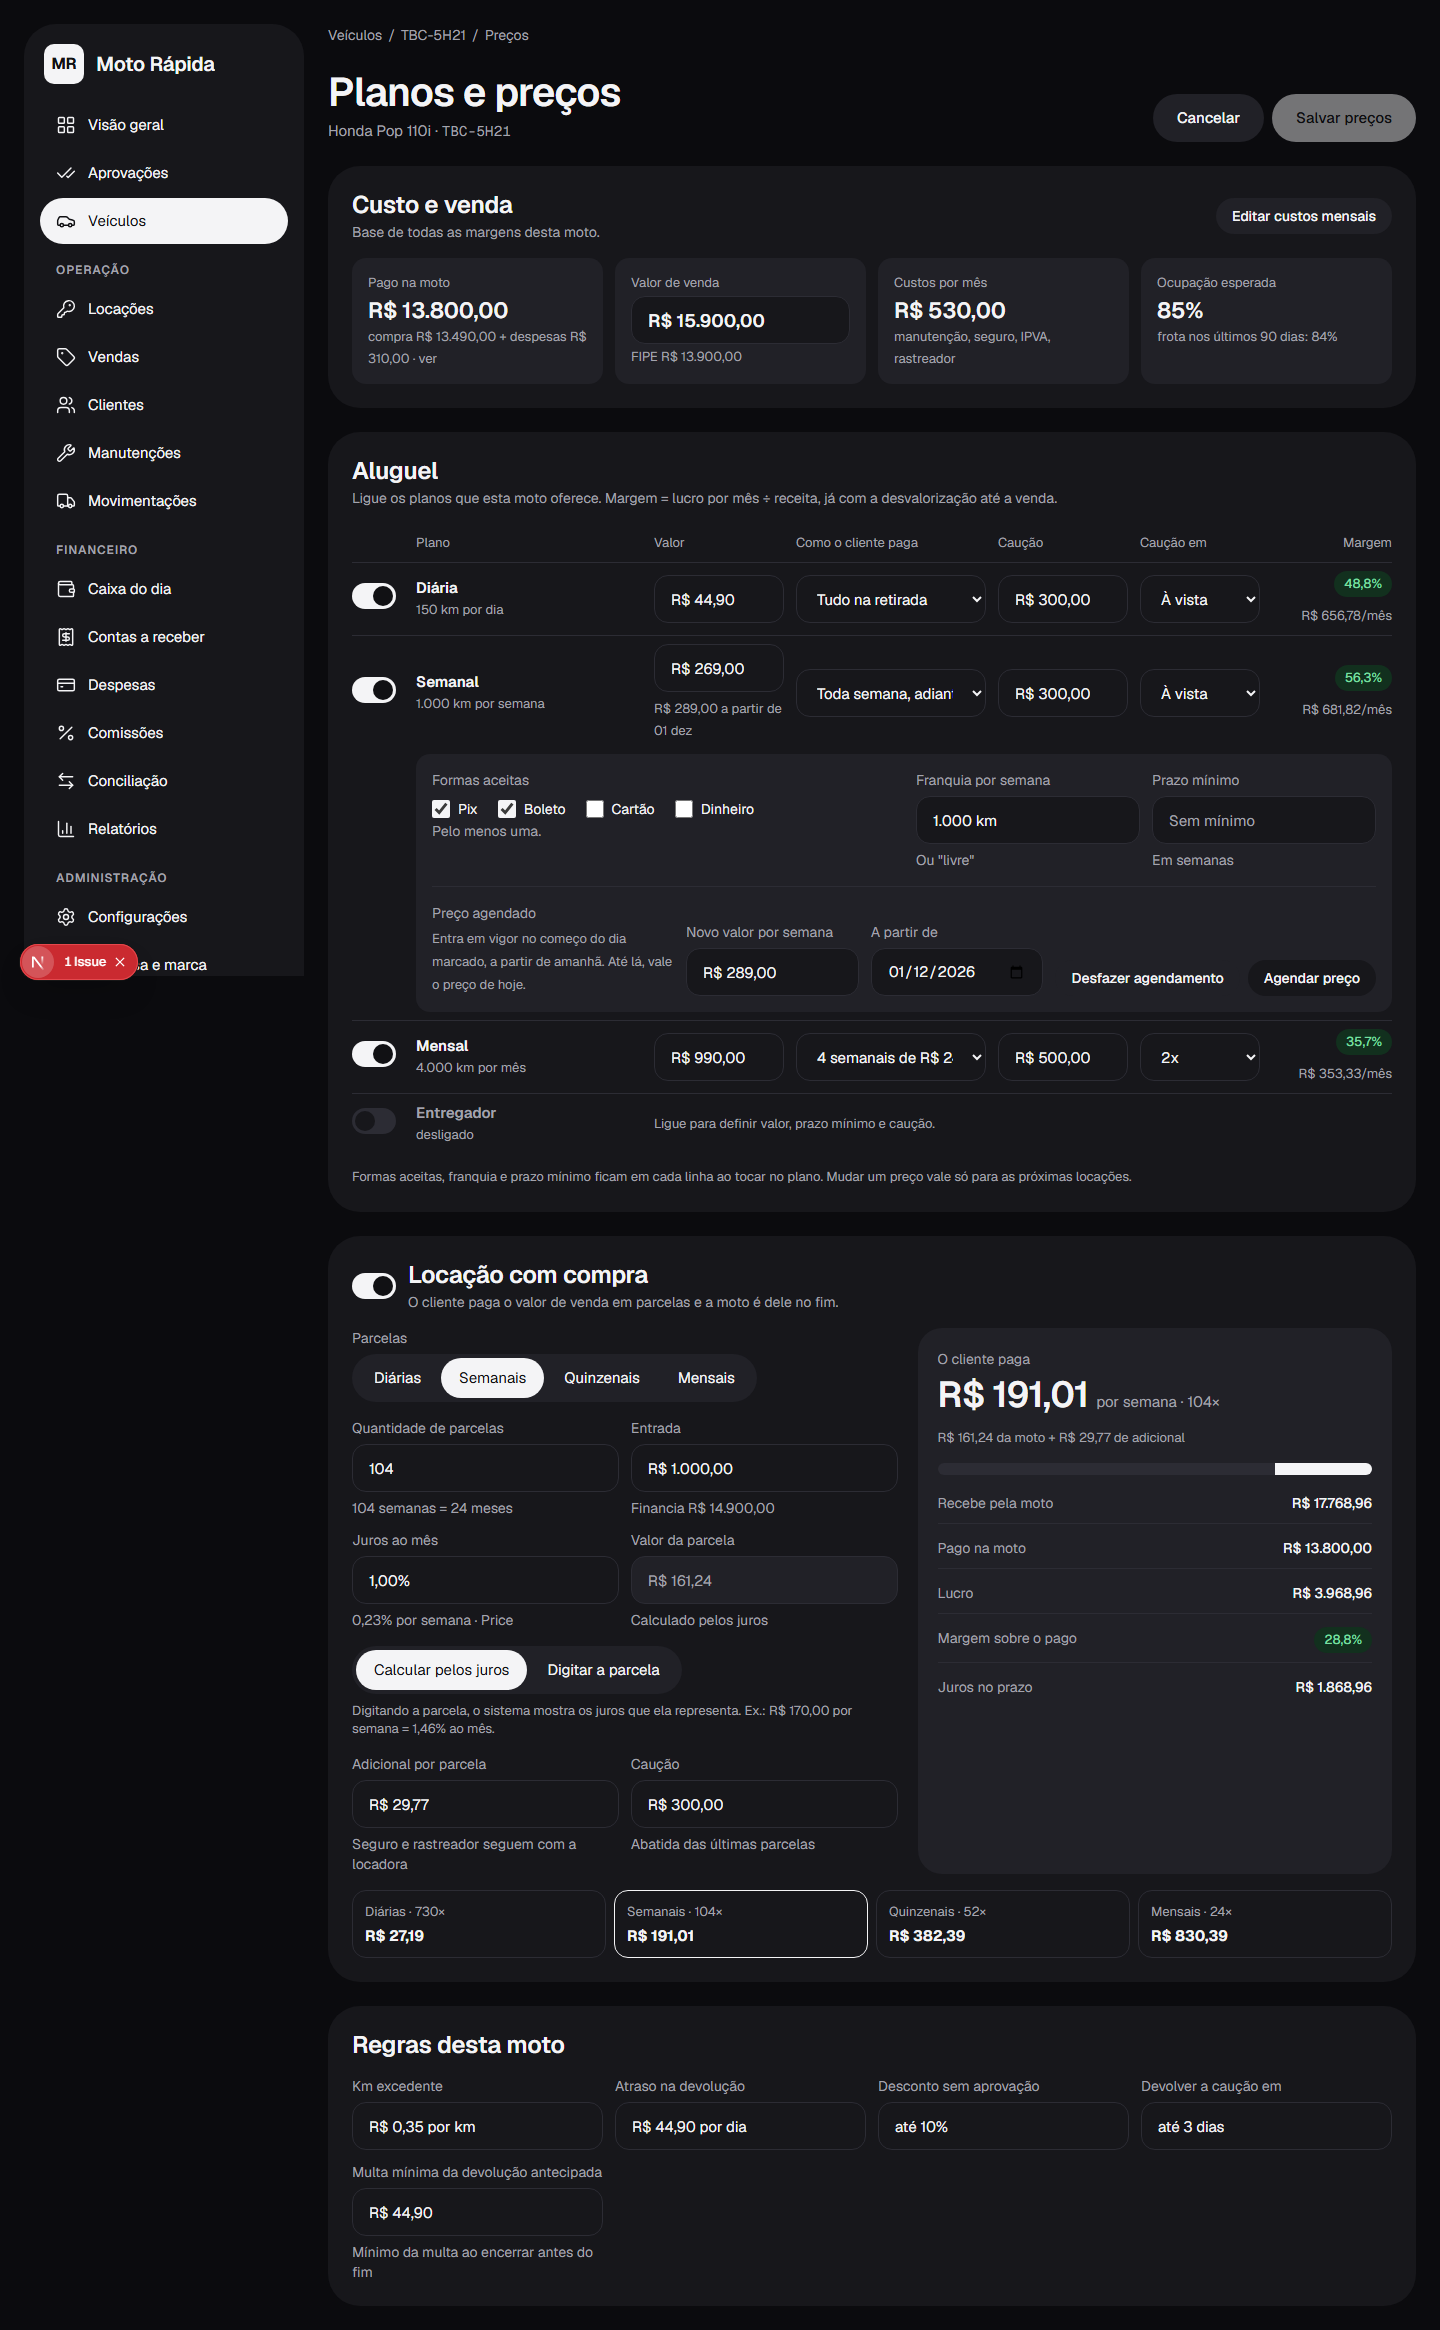 MR Moto Rápida
Visão geral
Aprovações
Veículos
OPERAÇÃO
Locações
Vendas
Clientes
Manutenções
Movimentações
FINANCEIRO
Caixa do dia
Contas a receber
Despesas
Comissões
Conciliação
Relatórios
ADMINISTRAÇÃO
Configurações
1 Issue
a e marca
Veículos / TBC-5H21 / Preços
Planos e preços
Honda Pop 110i · TBC-5H21
Cancelar
Salvar preços
Custo e venda
Base de todas as margens desta moto.
Editar custos mensais
Pago na moto
R$ 13.800,00
compra R$ 13.490,00 + despesas R$
310,00 · ver
Valor de venda
R$ 15.900,00
FIPE R$ 13.900,00
Custos por mês
R$ 530,00
manutenção, seguro, IPVA,
rastreador
Ocupação esperada
85%
frota nos últimos 90 dias: 84%
Aluguel
Ligue os planos que esta moto oferece. Margem = lucro por mês ÷ receita, já com a desvalorização até a venda.
Plano Valor Como o cliente paga Caução Caução em Margem
Diária
150 km por dia
R$ 44,90
Tudo na retirada
R$ 300,00
À vista
48,8%
R$ 656,78/mês
Semanal
1.000 km por semana
R$ 269,00
R$ 289,00 a partir de
01 dez
Toda semana, adian
R$ 300,00
À vista
56,3%
R$ 681,82/mês
Formas aceitas
Pix Boleto Cartão Dinheiro
Pelo menos uma.
Franquia por semana
1.000 km
Ou "livre"
Prazo mínimo
Sem mínimo
Em semanas
Preço agendado
Entra em vigor no começo do dia
marcado, a partir de amanhã. Até lá, vale
o preço de hoje.
Novo valor por semana
R$ 289,00
A partir de
01/12/2026
Desfazer agendamento
Agendar preço
Mensal
4.000 km por mês
R$ 990,00
4 semanais de R$ 2
R$ 500,00
2x
35,7%
R$ 353,33/mês
Entregador
desligado
Ligue para definir valor, prazo mínimo e caução.
Formas aceitas, franquia e prazo mínimo ficam em cada linha ao tocar no plano. Mudar um preço vale só para as próximas locações.
Locação com compra
O cliente paga o valor de venda em parcelas e a moto é dele no fim.
Parcelas
Diárias Semanais Quinzenais Mensais
Quantidade de parcelas
104
104 semanas = 24 meses
Entrada
R$ 1.000,00
Financia R$ 14.900,00
Juros ao mês
1,00%
0,23% por semana · Price
Valor da parcela
R$ 161,24
Calculado pelos juros
Calcular pelos juros Digitar a parcela
Digitando a parcela, o sistema mostra os juros que ela representa. Ex.: R$ 170,00 por
semana = 1,46% ao mês.
Adicional por parcela
R$ 29,77
Seguro e rastreador seguem com a
locadora
Caução
R$ 300,00
Abatida das últimas parcelas
O cliente paga
R$ 191,01 por semana · 104×
R$ 161,24 da moto + R$ 29,77 de adicional
Recebe pela moto R$ 17.768,96
Pago na moto R$ 13.800,00
Lucro R$ 3.968,96
Margem sobre o pago 28,8%
Juros no prazo R$ 1.868,96
Diárias · 730×
R$ 27,19
Semanais · 104×
R$ 191,01
Quinzenais · 52×
R$ 382,39
Mensais · 24×
R$ 830,39
Regras desta moto
Km excedente
R$ 0,35 por km
Atraso na devolução
R$ 44,90 por dia
Desconto sem aprovação
até 10%
Devolver a caução em
até 3 dias
Multa mínima da devolução antecipada
R$ 44,90
Mínimo da multa ao encerrar antes do
fim